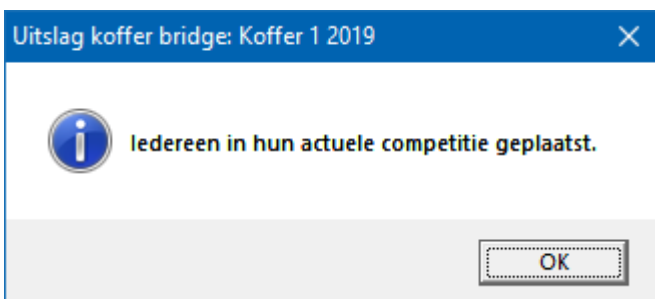 Uitslag koffer bridge: Koffer 1 2019
Iedereen in hun actuele competitie geplaatst.
OK